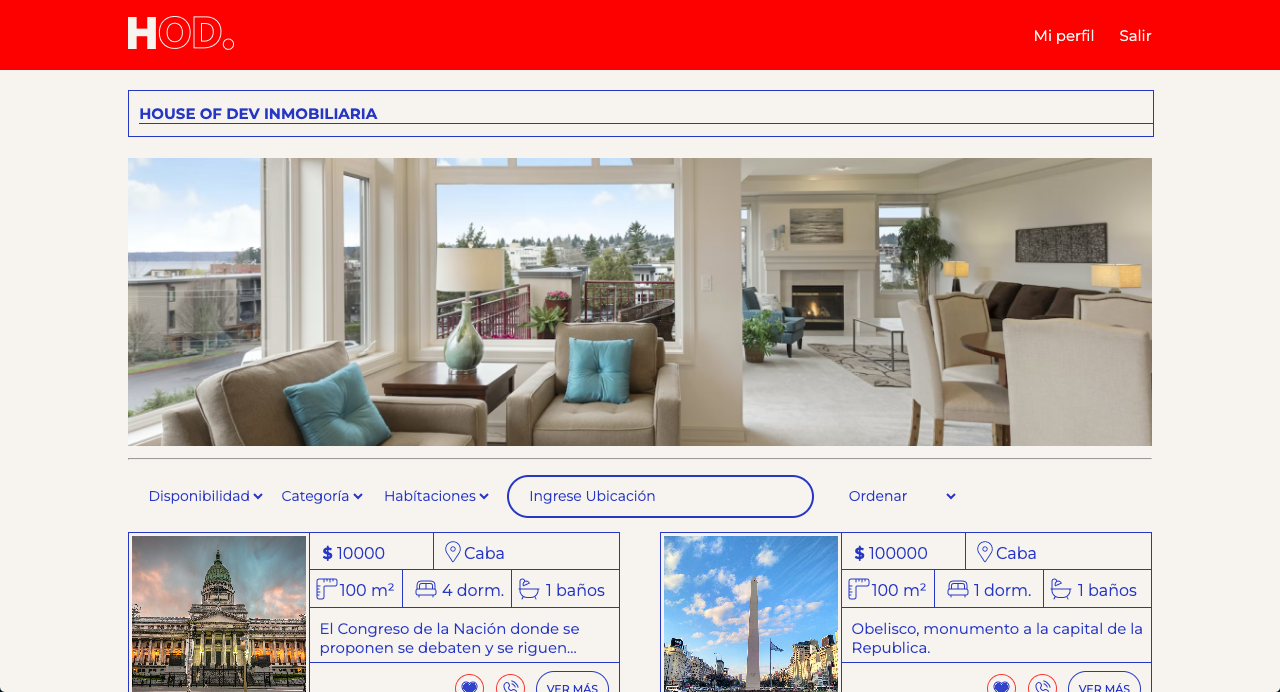 HOD.
Mi perfil
Salir
HOUSE OF DEV INMOBILIARIA
Disponibilidad
Categoría
Habítaciones
Ingrese Ubicación
Ordenar
$ 10000
Caba
100 m²
4 dorm.
1 baños
El Congreso de la Nación donde se
proponen se debaten y se riguen...
VER MÁS
$ 100000
Caba
100 m²
1 dorm.
1 baños
Obelisco, monumento a la capital de la
Republica.
VER MÁS